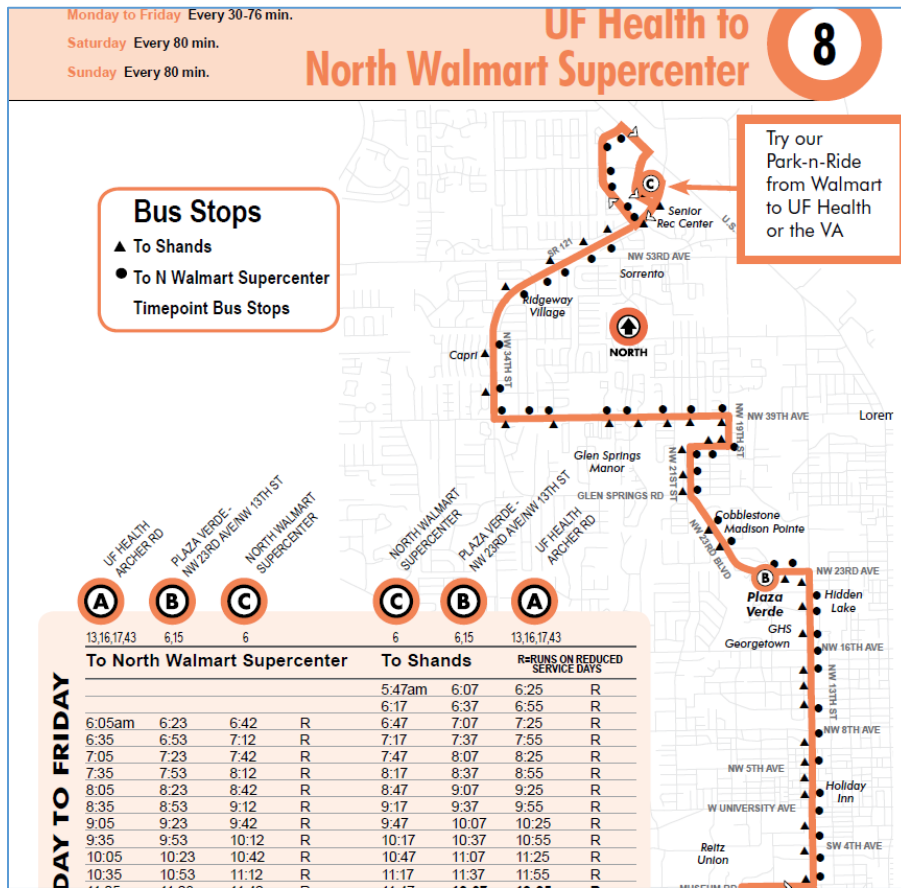 Monday to Friday Every 30-76 min.
Saturday Every 80 min.
Sunday Every 80 min.
UF Health to
North Walmart Supercenter
8
Try our
Park-n-Ride
from Walmart
to UF Health
or the VA
Bus Stops
To Shands
To N Walmart Supercenter
Timepoint Bus Stops
C
Senior
Rec Center
U.S.
SR 121
NW 53RD AVE
Sorrento
Ridgeway
Village
NORTH
Capri
NW 34TH ST
NW 39TH AVE
NW 19TH ST
Lorem
Glen Springs
Manor
NW 21ST ST
GLEN SPRINGS RD
Cobblestone
Madison Pointe
NW 23RD BLVD
B
NW 23RD AVE
Plaza
Verde
Hidden
Lake
GHS
Georgetown
NW 16TH AVE
NW 13TH ST
NW 8TH AVE
NW 5TH AVE
Holiday
Inn
W UNIVERSITY AVE
SW 4TH AVE
Reitz
Union
MUSEUM RD
UF HEALTH
ARCHER RD
PLAZA VERDE -
NW 23RD AVE/NW 13TH ST
NORTH WALMART
SUPERCENTER
NORTH WALMART
SUPERCENTER
PLAZA VERDE -
NW 23RD AVE/NW 13TH ST
UF HEALTH
ARCHER RD
A B C C B A
13,16,17,43 6,15 6 6 6,15 13,16,17,43
To North Walmart Supercenter To Shands R=RUNS ON REDUCED
SERVICE DAYS
5:47am 6:07 6:25 R
6:17 6:37 6:55 R
6:05am 6:23 6:42 R 6:47 7:07 7:25 R
6:35 6:53 7:12 R 7:17 7:37 7:55 R
7:05 7:23 7:42 R 7:47 8:07 8:25 R
7:35 7:53 8:12 R 8:17 8:37 8:55 R
8:05 8:23 8:42 R 8:47 9:07 9:25 R
8:35 8:53 9:12 R 9:17 9:37 9:55 R
9:05 9:23 9:42 R 9:47 10:07 10:25 R
9:35 9:53 10:12 R 10:17 10:37 10:55 R
10:05 10:23 10:42 R 10:47 11:07 11:25 R
10:35 10:53 11:12 R 11:17 11:37 11:55 R
DAY TO FRIDAY